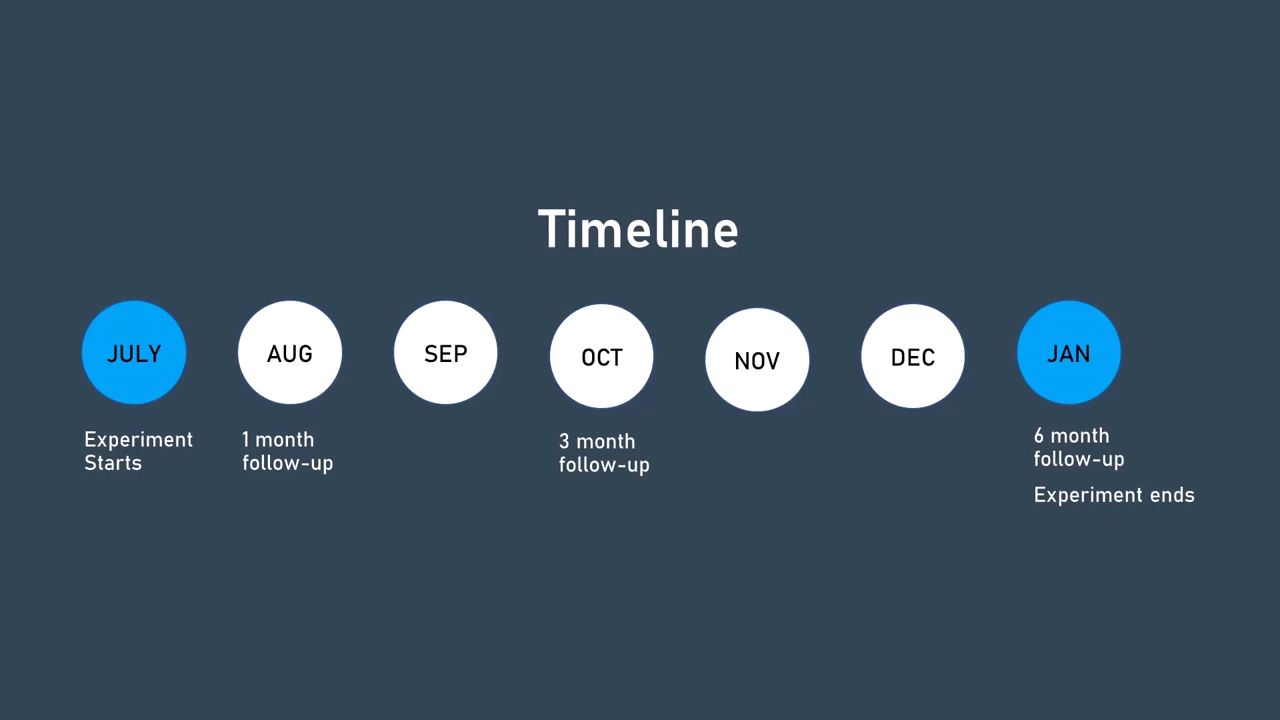 Timeline
JULY
AUG
SEP
OCT
NOV
DEC
JAN
Experiment
Starts
1 month
follow-up
3 month
follow-up
6 month
follow-up
Experiment ends